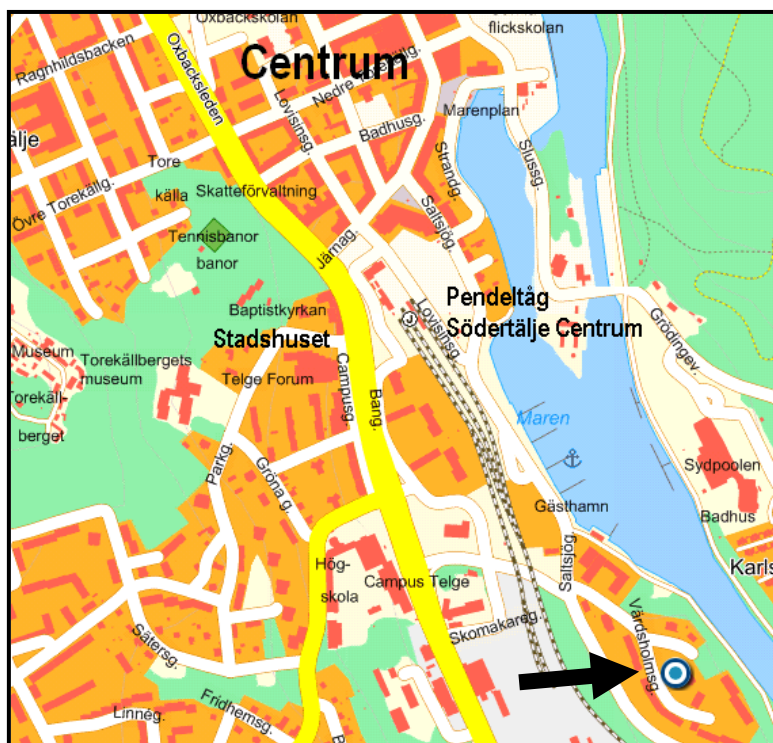 Oxbackskolan
flickskolan
Ragnhildsbacken
Oxbacksleden
Centrum
Nedre Torekällg.
Lovisinsg.
Badhusg.
Marenplan
Slussg.
Strandg.
Saltsjög.
älje
Tore
källa
Skatteförvaltning
Övre Torekällg.
Tennisbanor
banor
Järnag.
Baptistkyrkan
Stadshuset
Pendeltåg
Södertälje Centrum
Lovisinsg.
Grödingev.
Museum
Torekällbergets
museum
Torekäll-
berget
Telge Forum
Campusg.
Bang.
Maren
Parkg.
Gröna g.
Sydpoolen
Badhus
Gästhamn
Karls
Hög-
skola
Campus Telge
Saltsjög.
Skomakareg.
Värdsholmsg.
Sätersg.
Fridhemsg.
Linnég.